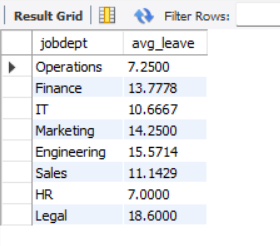 Result Grid Filter Rows:
jobdept avg_leave
Operations 7.2500
Finance 13.7778
IT 10.6667
Marketing 14.2500
Engineering 15.5714
Sales 11.1429
HR 7.0000
Legal 18.6000